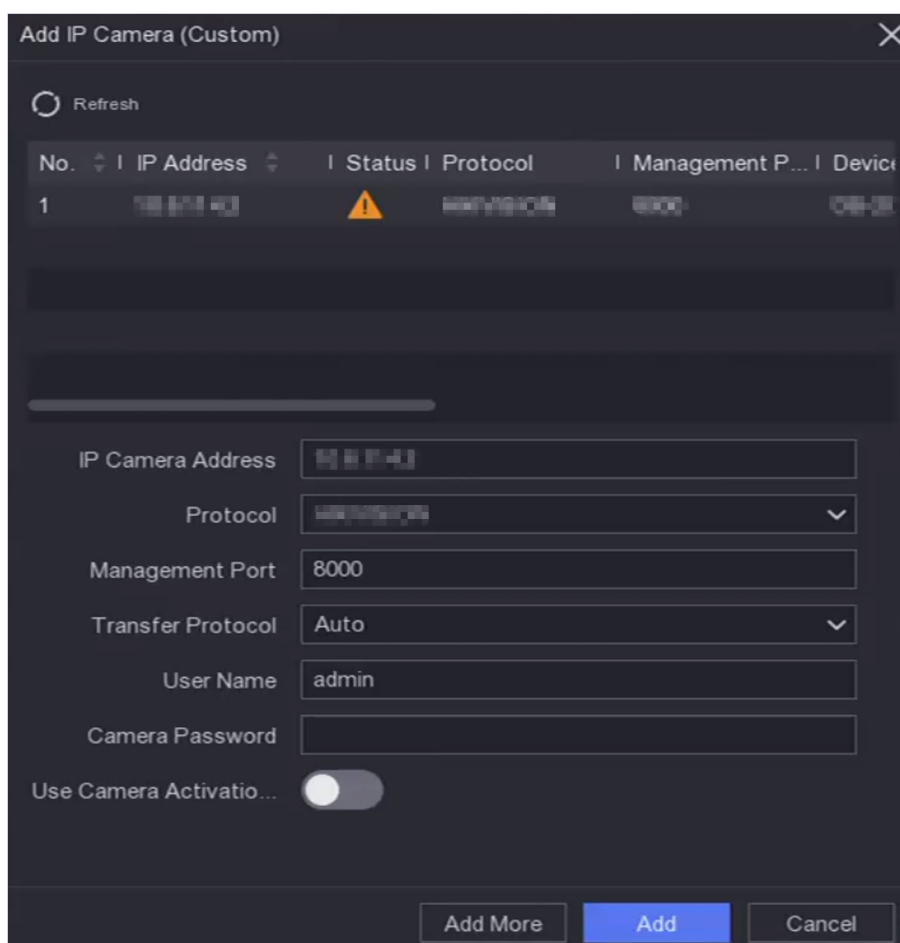 Add IP Camera (Custom)
Refresh
No. IP Address Status Protocol Management P... Device
1
IP Camera Address
Protocol
Management Port 8000
Transfer Protocol Auto
User Name admin
Camera Password
Use Camera Activatio...
Add More Add Cancel